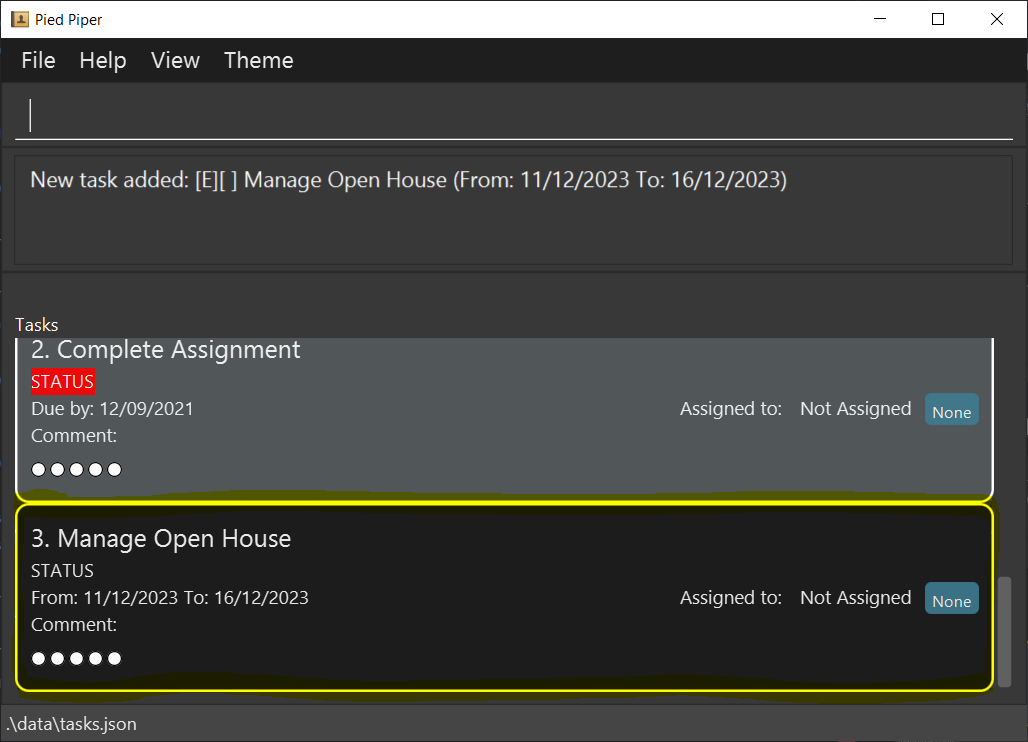 Pied Piper
File Help View Theme
New task added: [E][ ] Manage Open House (From: 11/12/2023 To: 16/12/2023)
Tasks
2. Complete Assignment
STATUS
Due by: 12/09/2021 Assigned to: Not Assigned None
Comment:
3. Manage Open House
STATUS
From: 11/12/2023 To: 16/12/2023 Assigned to: Not Assigned None
Comment:
.\data\tasks.json